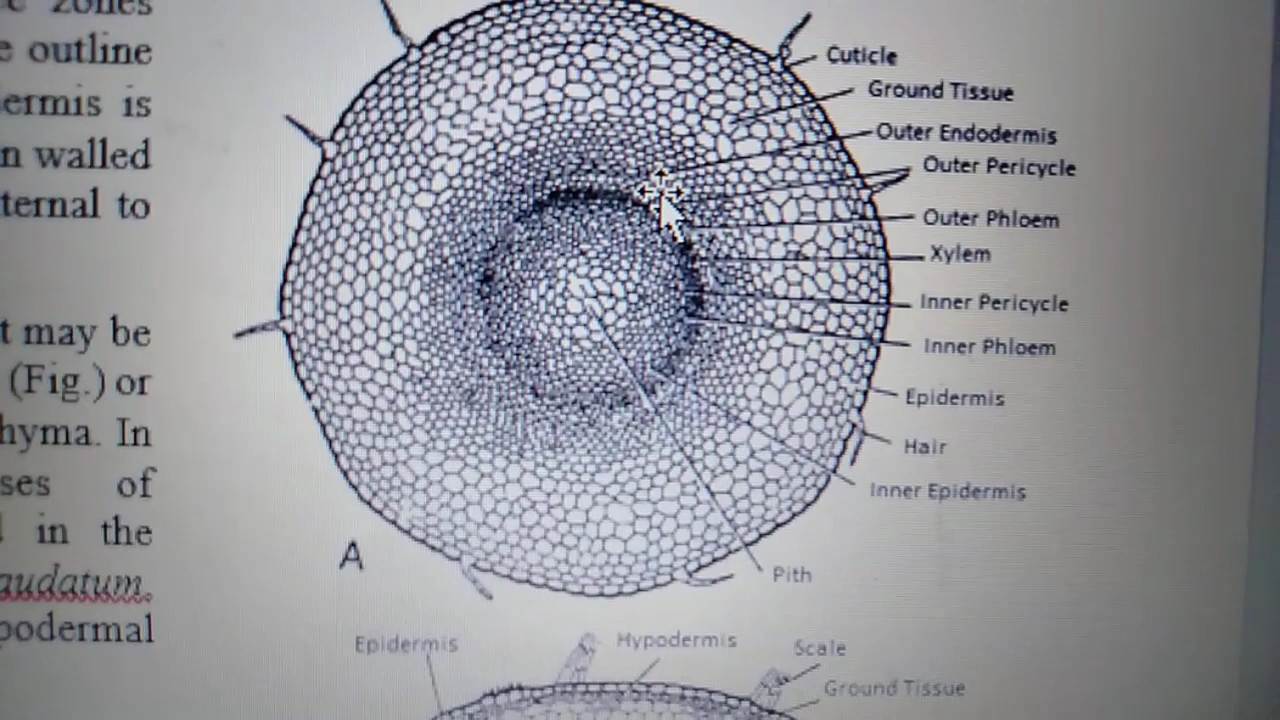 zones
outline
ermis is
n walled
ternal to
t may be
(Fig.) or
hyma. In
ses of
in the
audatum.
podermal
Cuticle
Ground Tissue
Outer Endodermis
Outer Pericycle
Outer Phloem
Xylem
Inner Pericycle
Inner Phloem
Epidermis
Hair
Inner Epidermis
Pith
A
Epidermis
Hypodermis
Scale
Ground Tissue